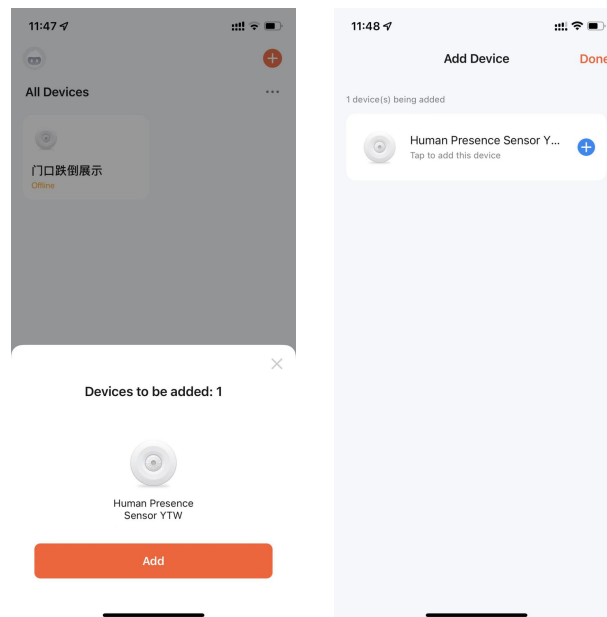 11:47
All Devices
门口跌倒展示
Offline
Devices to be added: 1
Human Presence
Sensor YTW
Add
11:48
Add Device
Done
1 device(s) being added
Human Presence Sensor Y...
Tap to add this device